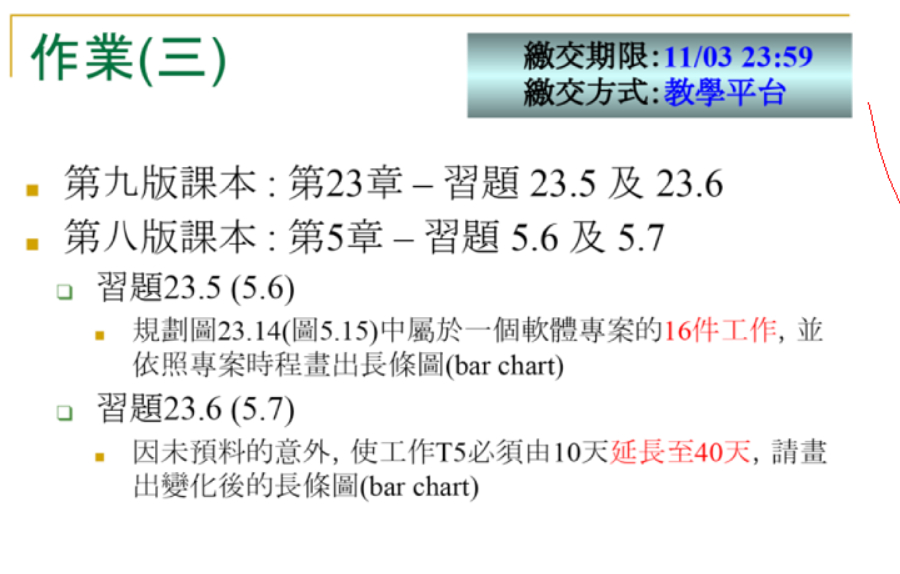 作業(三)
繳交期限:11/03 23:59
繳交方式:教學平台
第九版課本 : 第23章 – 習題 23.5 及 23.6
第八版課本 : 第5章 – 習題 5.6 及 5.7
習題23.5 (5.6)
規劃圖23.14(圖5.15)中屬於一個軟體專案的16件工作, 並
依照專案時程畫出長條圖(bar chart)
習題23.6 (5.7)
因未預料的意外, 使工作T5必須由10天延長至40天, 請畫
出變化後的長條圖(bar chart)